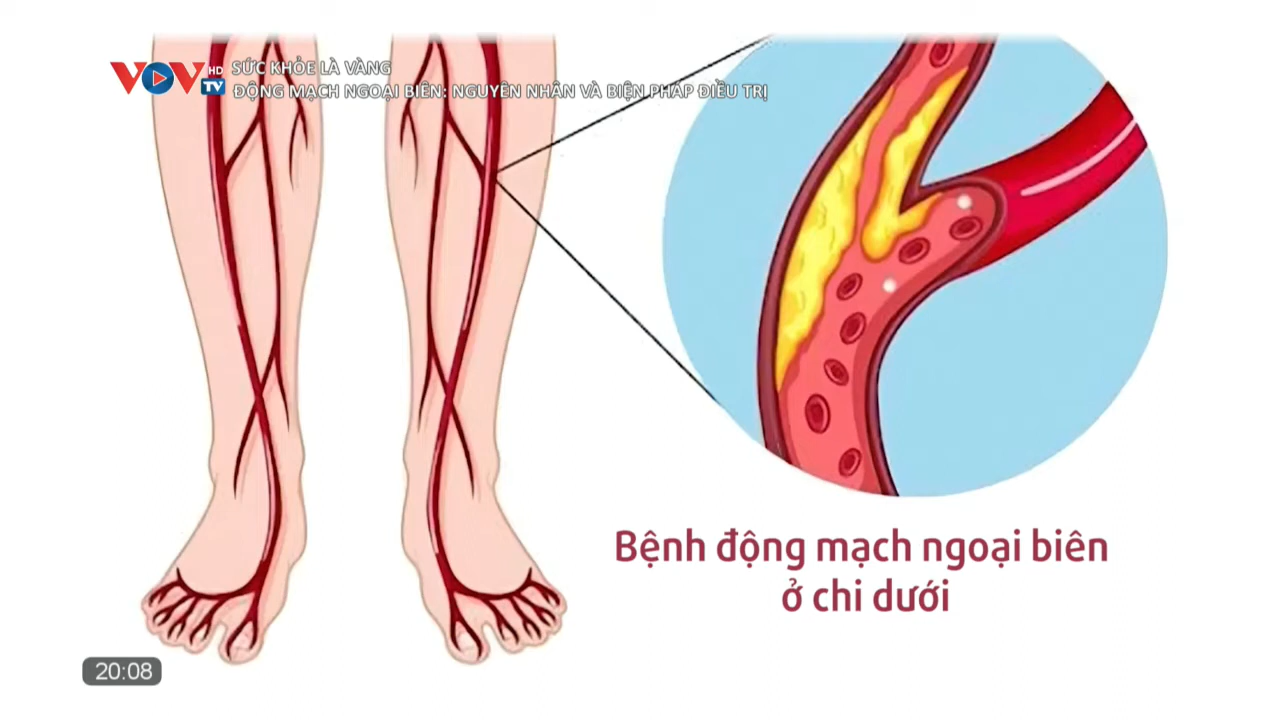 VOV HD TV
SỨC KHỎE LÀ VÀNG
ĐỘNG MẠCH NGOẠI BIÊN: NGUYÊN NHÂN VÀ BIỆN PHÁP ĐIỀU TRỊ
Bệnh động mạch ngoại biên
ở chi dưới
20:08